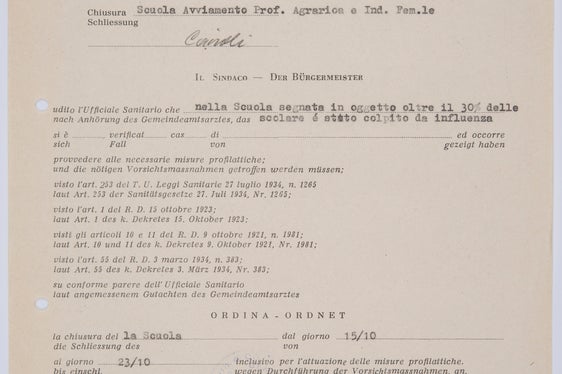 Chiusura Scuola Avviamento Prof. Agrarioa e Ind. Fem.le
Schliessung
Cairoli
IL SINDACO — DER BÜRGERMEISTER
udito l'Ufficiale Sanitario che nella Scuola segnata in oggetto oltre il 30% delle
nach Anhörung des Gemeindeamtsarztes, das scolare é stato colpito da influenza
si è verificat cas di ed occorre
sich Fall von gezeigt haben
provvedere alle necessarie misure profilattiche;
und die nötigen Vorsichtsmassnahmen getroffen werden müssen;
visto l'art. 253 del T. U. Leggi Sanitarie 27 luglio 1934, n. 1265
laut Art. 253 der Sanitätsgesetze 27. Juli 1934, Nr. 1265;
visto l'art. 1 del R. D. 15 ottobre 1923;
laut Art. 1 des k. Dekretes 15. Oktober 1923;
visti gli articoli 10 e 11 del R. D. 9 ottobre 1921, n. 1981;
laut Art. 10 und 11 des k. Dekretes 9. Oktober 1921, Nr. 1981;
visto l'art. 55 del R. D. 3 marzo 1934, n. 383;
laut Art. 55 des k. Dekretes 3. März 1934, Nr. 383;
su conforme parere dell' Ufficiale Sanitario
laut angemessenem Gutachten des Gemeindeamtsarztes
ORDINA - ORDNET
la chiusura del la Scuola dal giorno 15/10
die Schliessung des von
al giorno 23/10 inclusivo per l'attuazione delle misure profilattiche.
bis einschl. wegen Durchführung der Vorsichtsmassnahmen, an.